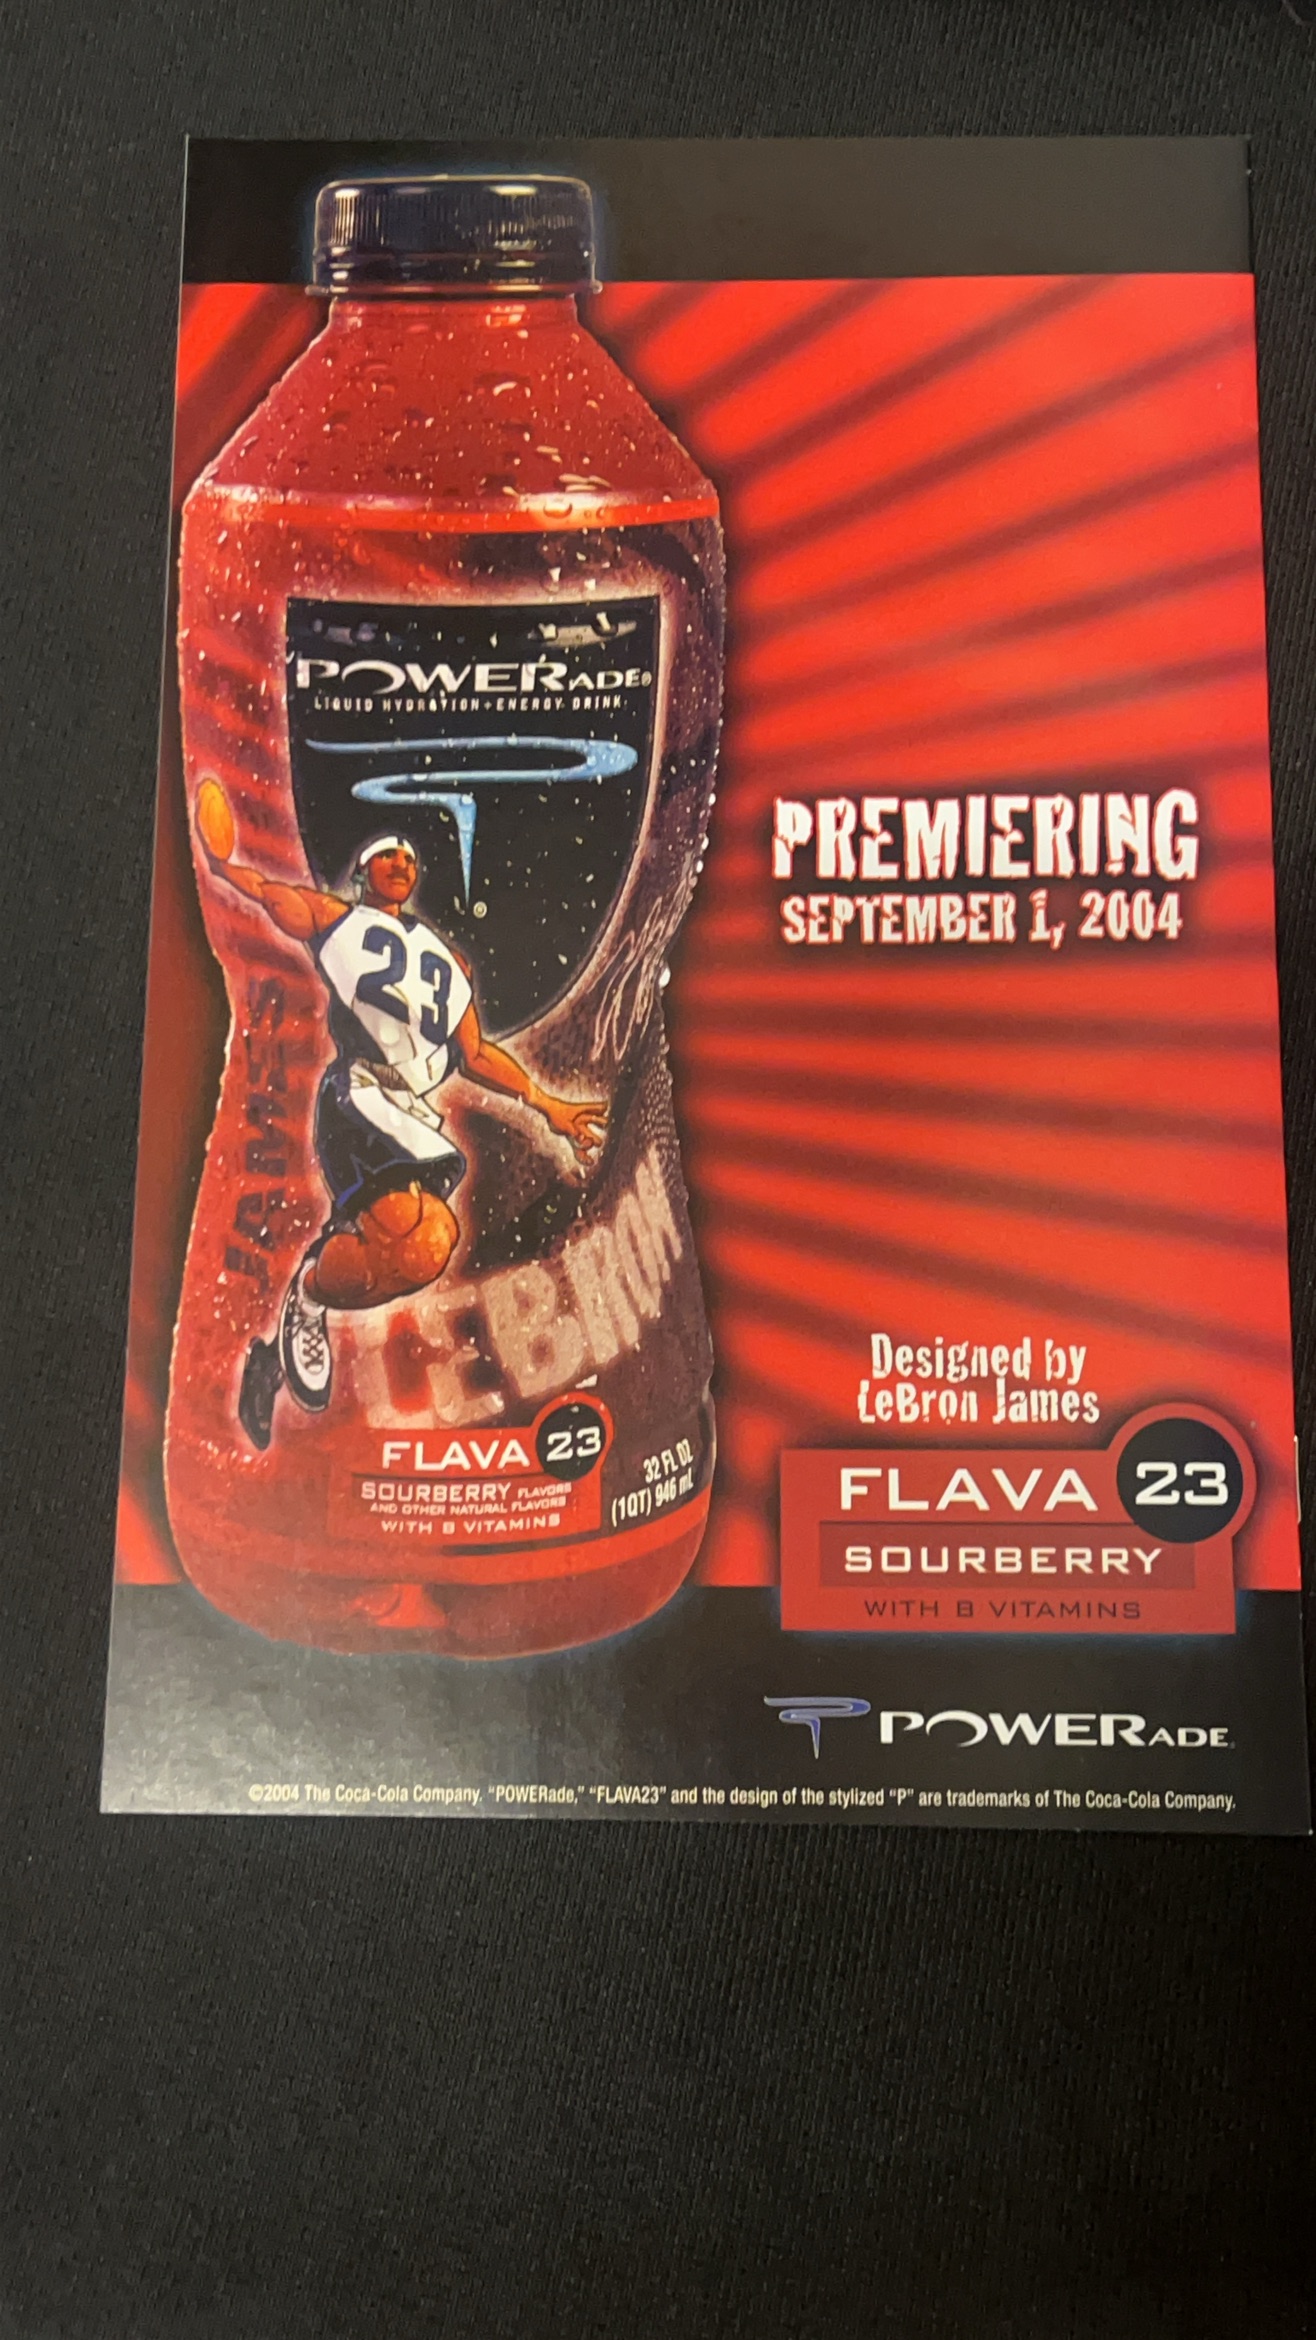 POWERADE®
LIQUID HYDRATION+ENERGY DRINK
®
23
JAMES
LEBRON
FLAVA 23
SOURBERRY FLAVORS
AND OTHER NATURAL FLAVORS
WITH B VITAMINS
32 FL OZ
(1QT) 946 mL
PREMIERING
SEPTEMBER 1, 2004
Designed by
LeBron James
FLAVA 23
SOURBERRY
WITH B VITAMINS
POWERADE
©2004 The Coca-Cola Company. "POWERade," "FLAVA23" and the design of the stylized "P" are trademarks of The Coca-Cola Company.